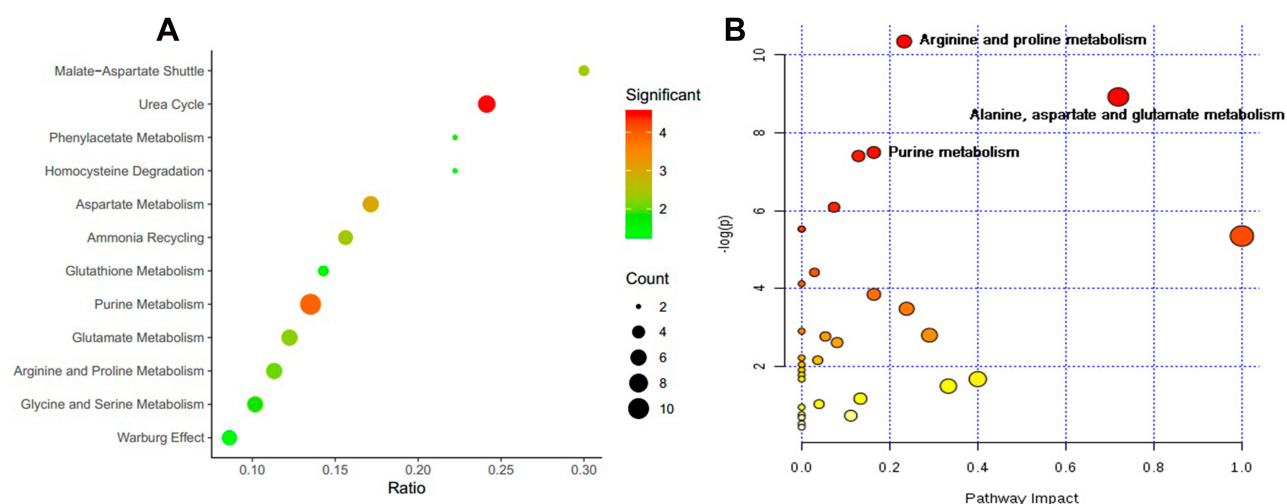 A
Malate−Aspartate Shuttle
Urea Cycle
Phenylacetate Metabolism
Homocysteine Degradation
Aspartate Metabolism
Ammonia Recycling
Glutathione Metabolism
Purine Metabolism
Glutamate Metabolism
Arginine and Proline Metabolism
Glycine and Serine Metabolism
Warburg Effect
0.10 0.15 0.20 0.25 0.30
Ratio
Significant
4
3
2
Count
2
4
6
8
10
B
Arginine and proline metabolism
Alanine, aspartate and glutamate metabolism
Purine metabolism
10
8
6
4
2
-log(p)
0.0 0.2 0.4 0.6 0.8 1.0
Pathway Impact